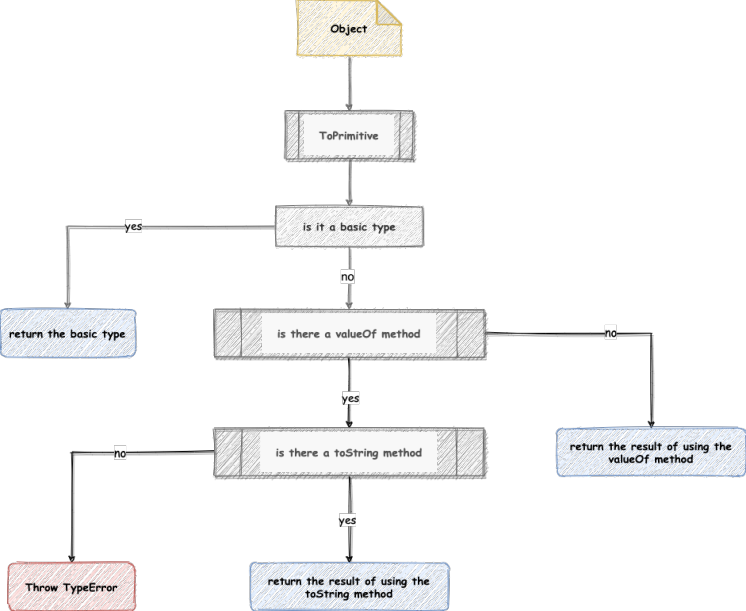 Object
ToPrimitive
is it a basic type
yes
no
return the basic type
is there a valueOf method
no
yes
is there a toString method
return the result of using the
valueOf method
no
yes
Throw TypeError
return the result of using the
toString method